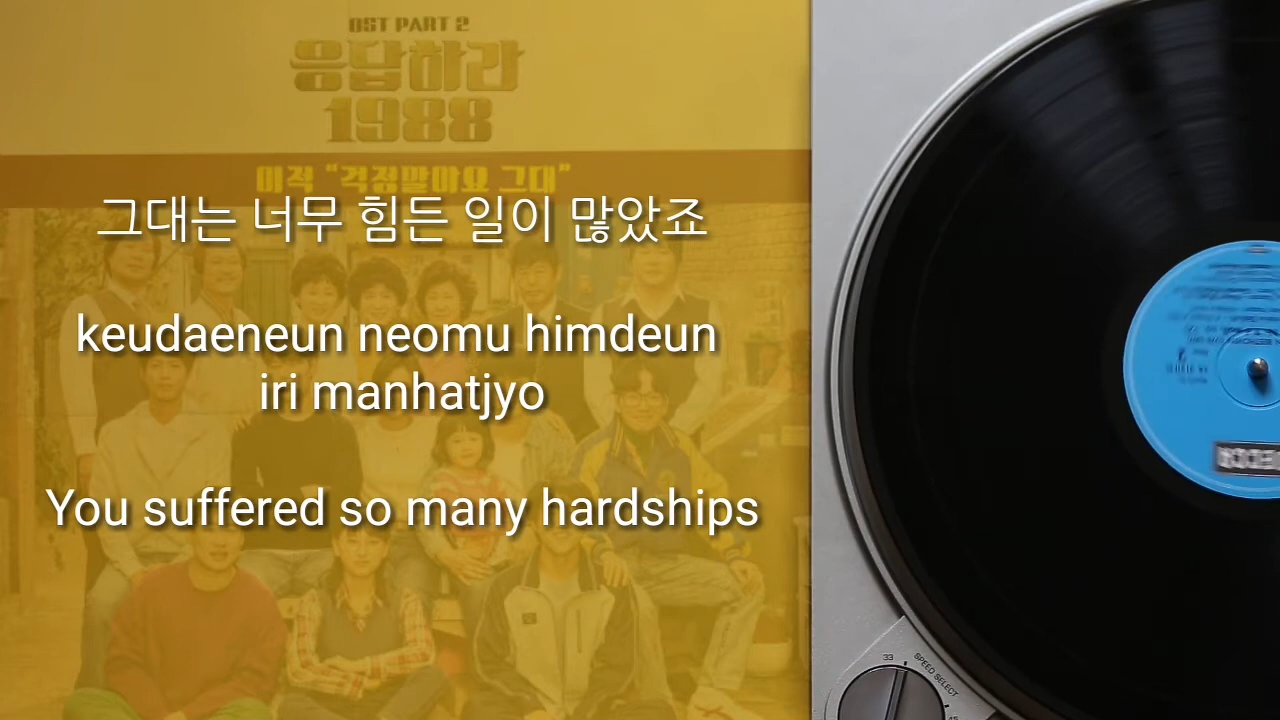 OST PART 2
응답하라
1988
이적 "걱정말아요 그대"
그대는 너무 힘든 일이 많았죠
keudaeneun neomu himdeun
iri manhatjyo
You suffered so many hardships
33
SPEED SELECT
45